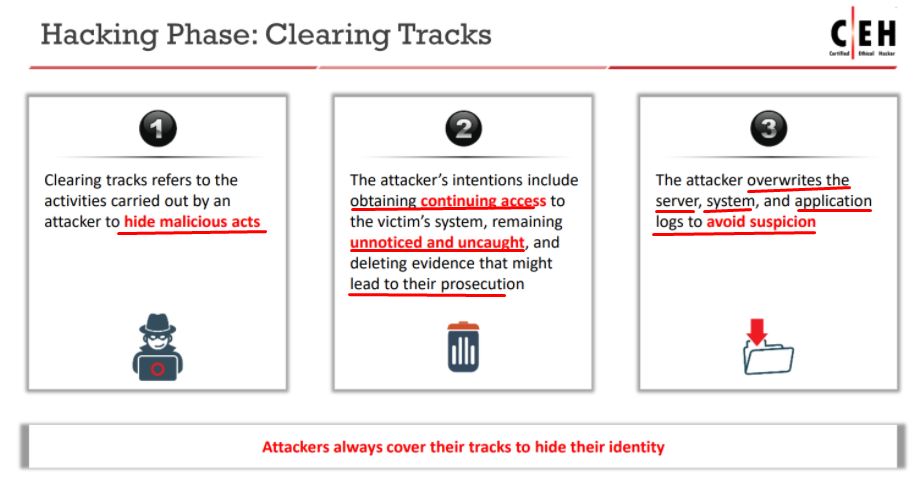 Hacking Phase: Clearing Tracks
C|EH
Certified Ethical Hacker
1
Clearing tracks refers to the
activities carried out by an
attacker to hide malicious acts
2
The attacker's intentions include
obtaining continuing access to
the victim's system, remaining
unnoticed and uncaught, and
deleting evidence that might
lead to their prosecution
3
The attacker overwrites the
server, system, and application
logs to avoid suspicion
Attackers always cover their tracks to hide their identity